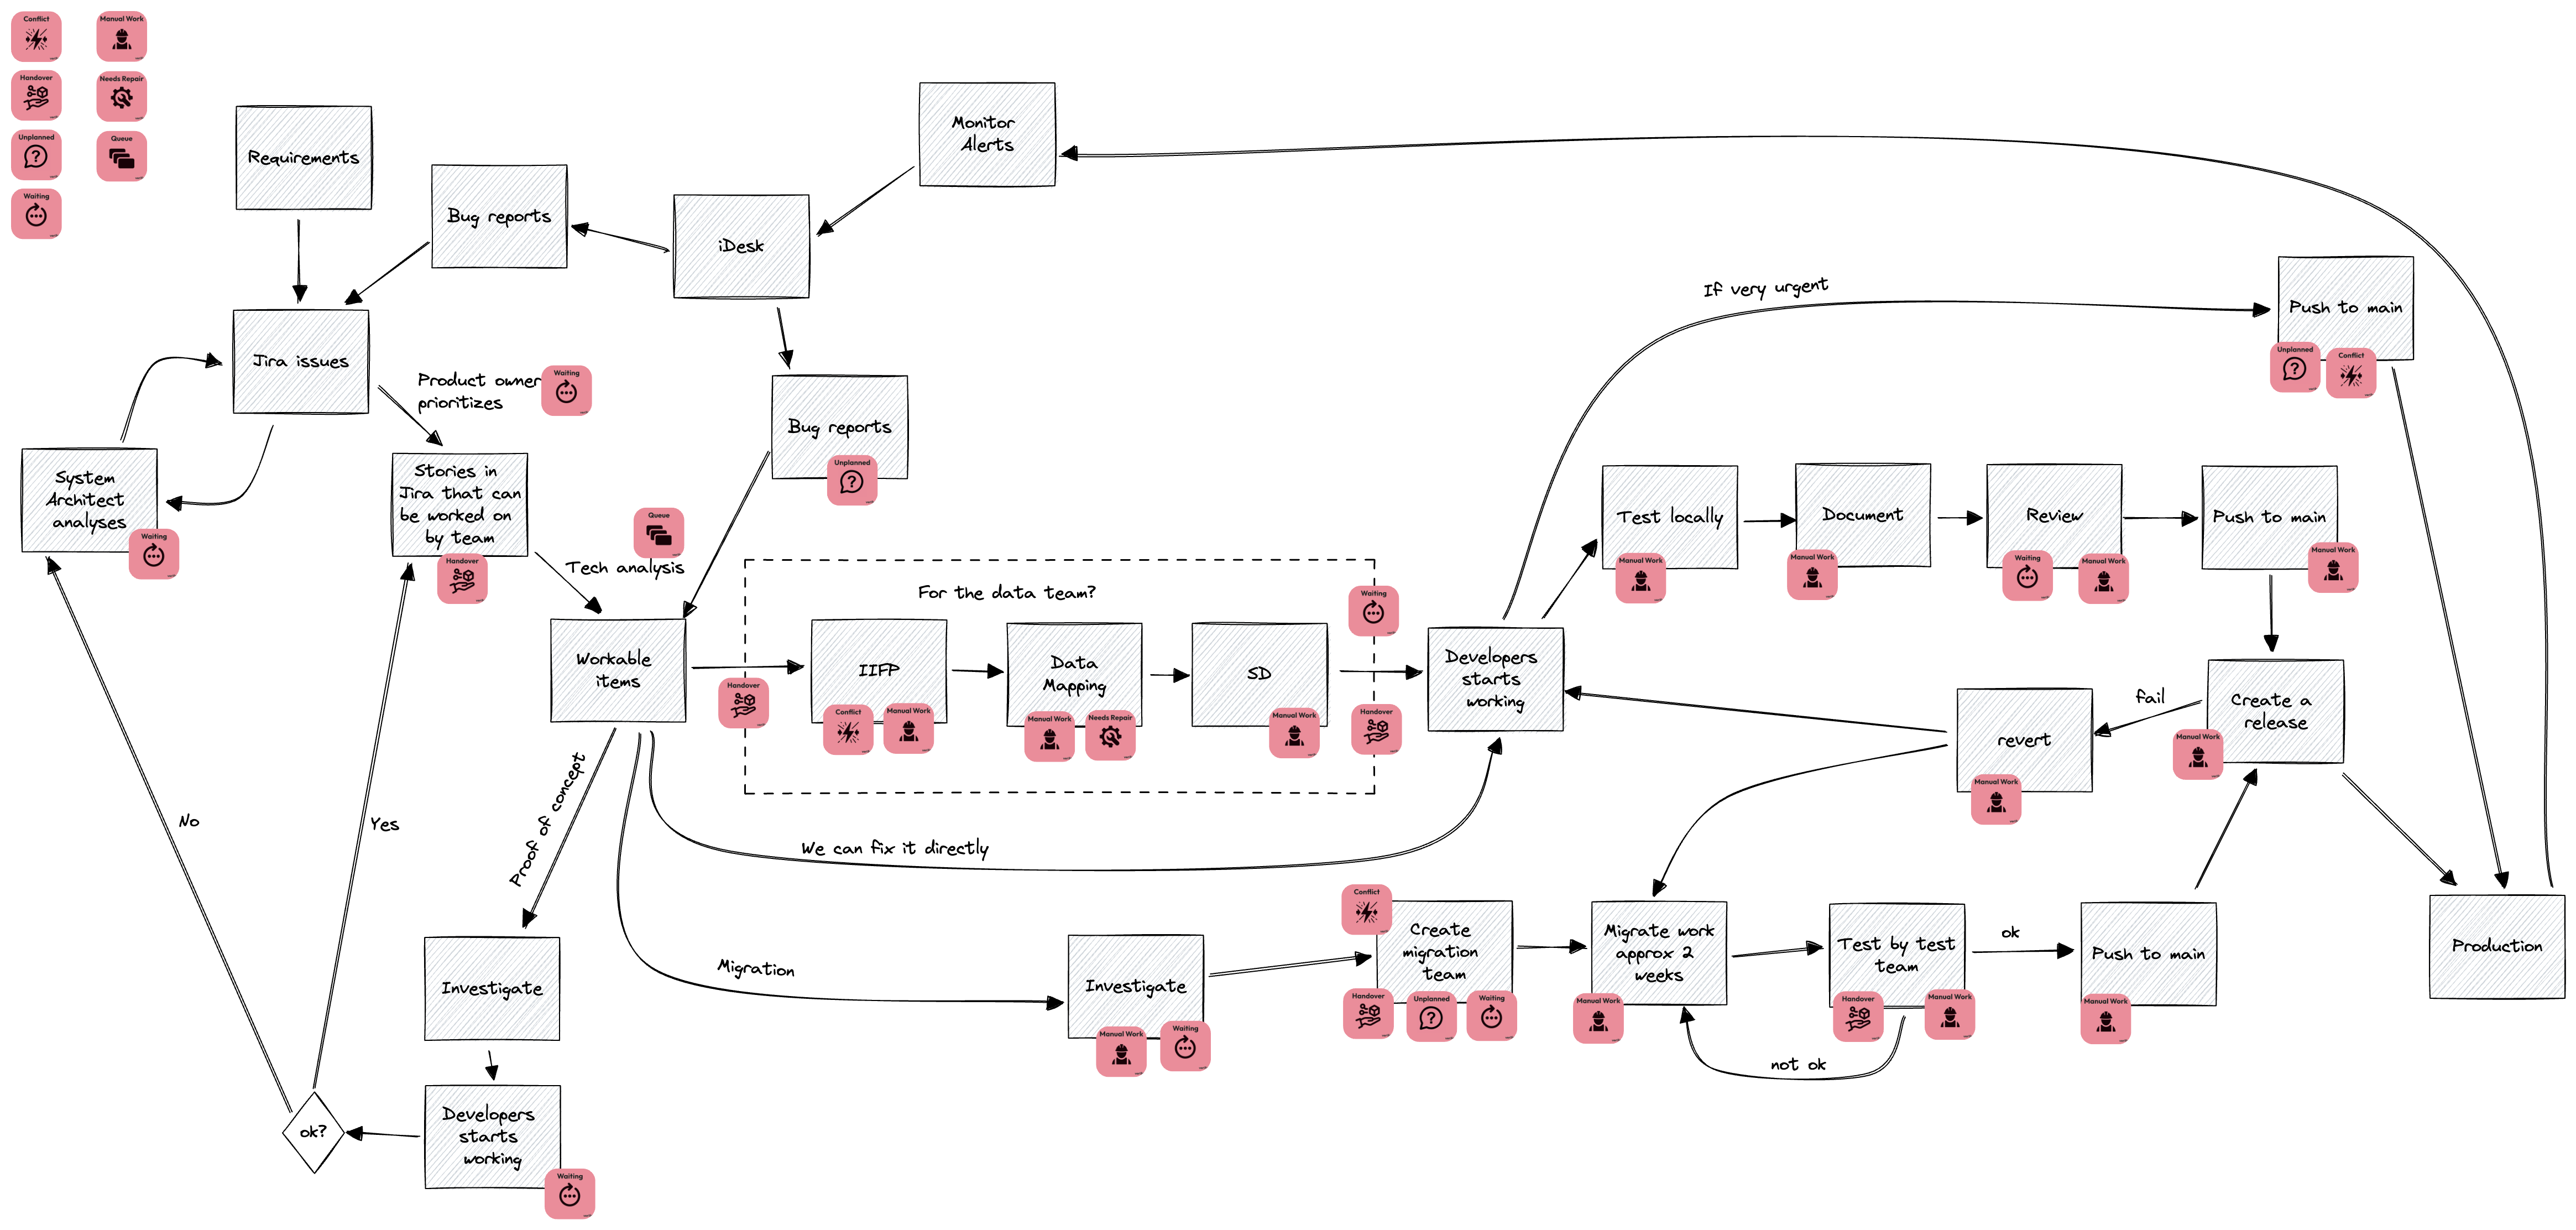 Conflict
Manual Work
Handover
Needs Repair
Unplanned
Queue
Waiting
Requirements
Bug reports
iDesk
Monitor
Alerts
Jira issues
Product owner
prioritizes
Waiting
System
Architect
analyses
Waiting
Stories in
Jira that can
be worked on
by team
Handover
Bug reports
Unplanned
Queue
Tech analysis
Workable
items
Handover
For the data team?
IIFP
Conflict
Manual Work
Data
Mapping
Manual Work
Needs Repair
SD
Manual Work
Waiting
Handover
Developers
starts
working
If very urgent
Push to main
Unplanned
Conflict
Test locally
Manual Work
Document
Manual Work
Review
Waiting
Manual Work
Push to main
Manual Work
Create a
release
Manual Work
fail
revert
Manual Work
No
Yes
Proof of concept
We can fix it directly
Migration
Investigate
Developers
starts
working
Waiting
ok?
Investigate
Manual Work
Waiting
Conflict
Create
migration
team
Handover
Unplanned
Waiting
Migrate work
approx 2
weeks
Manual Work
Test by test
team
Handover
Manual Work
not ok
ok
Push to main
Manual Work
Production